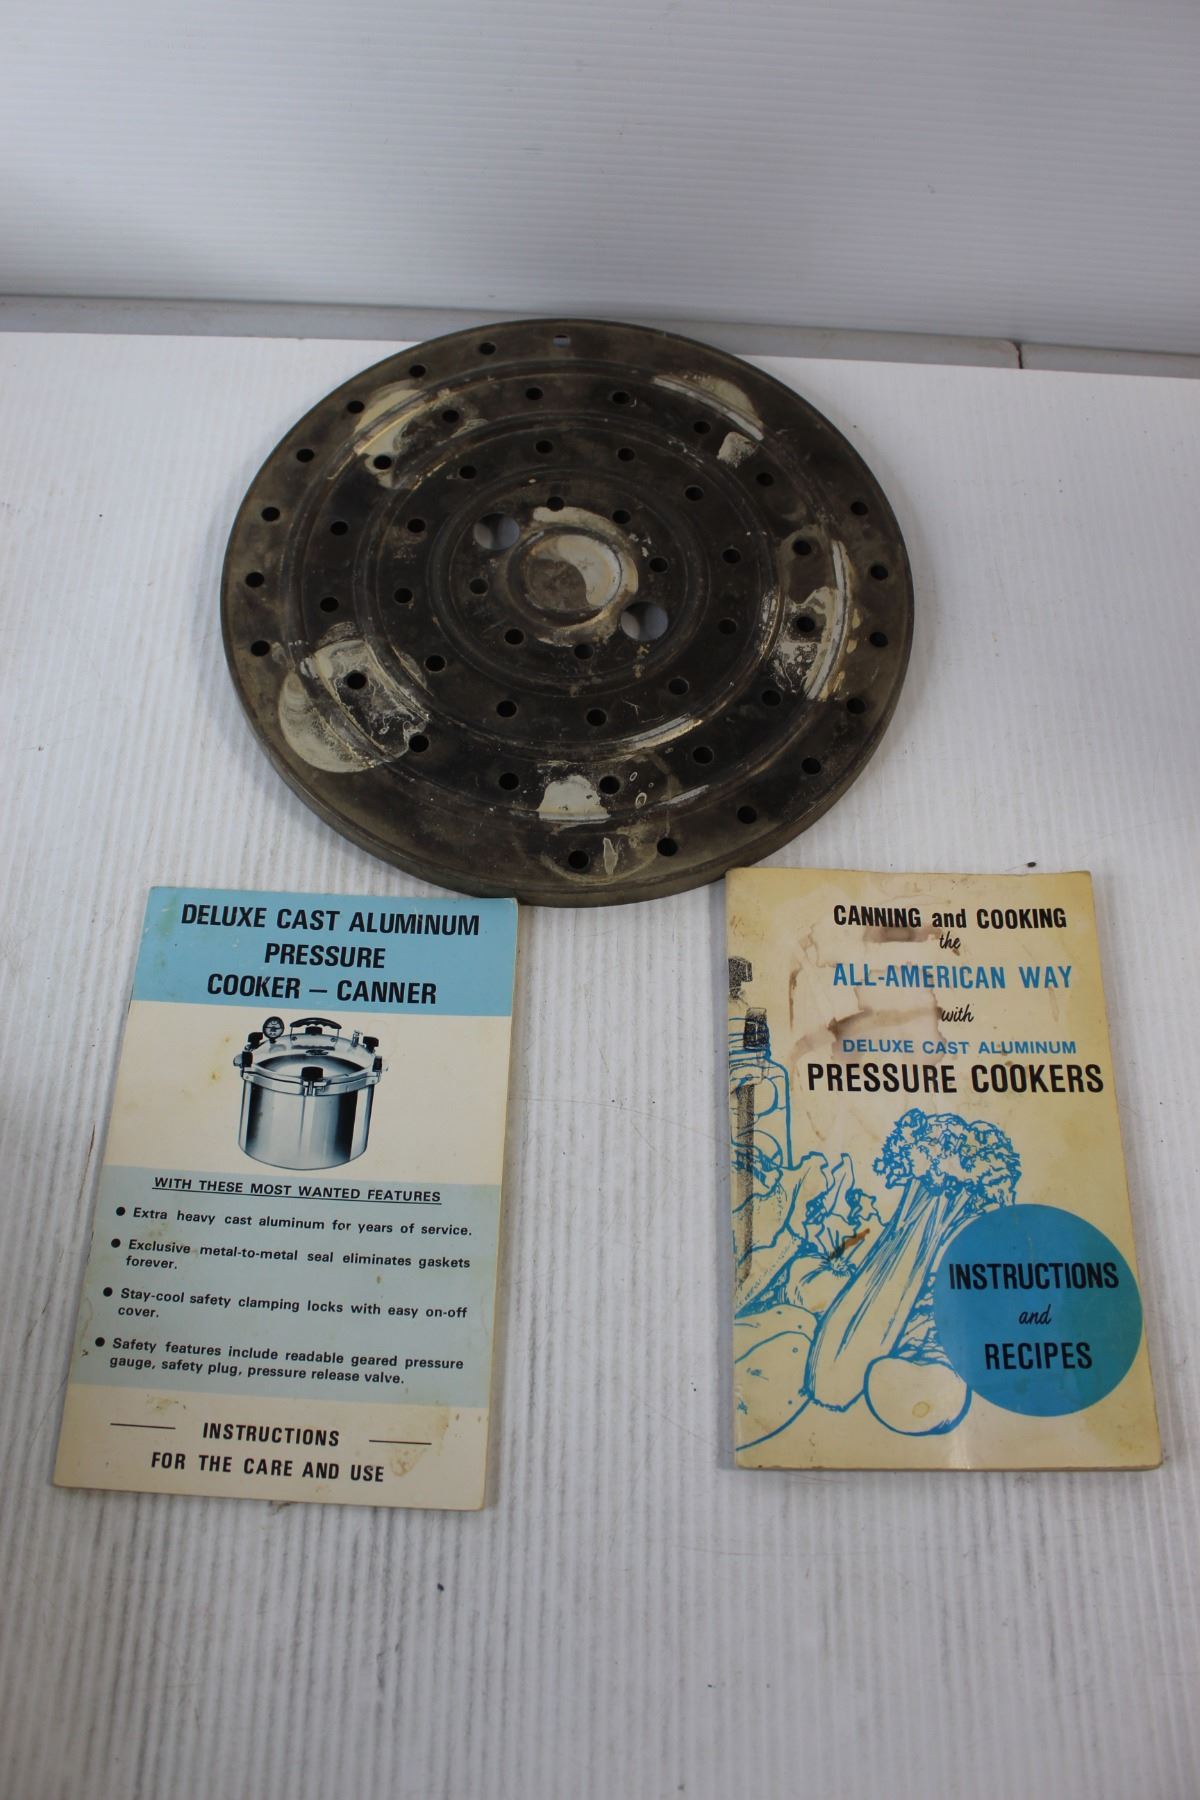 DELUXE CAST ALUMINUM
PRESSURE
COOKER – CANNER
WITH THESE MOST WANTED FEATURES
● Extra heavy cast aluminum for years of service.
● Exclusive metal-to-metal seal eliminates gaskets
forever.
● Stay-cool safety clamping locks with easy on-off
cover.
● Safety features include readable geared pressure
gauge, safety plug, pressure release valve.
INSTRUCTIONS
FOR THE CARE AND USE
CANNING and COOKING
the
ALL-AMERICAN WAY
with
DELUXE CAST ALUMINUM
PRESSURE COOKERS
INSTRUCTIONS
and
RECIPES